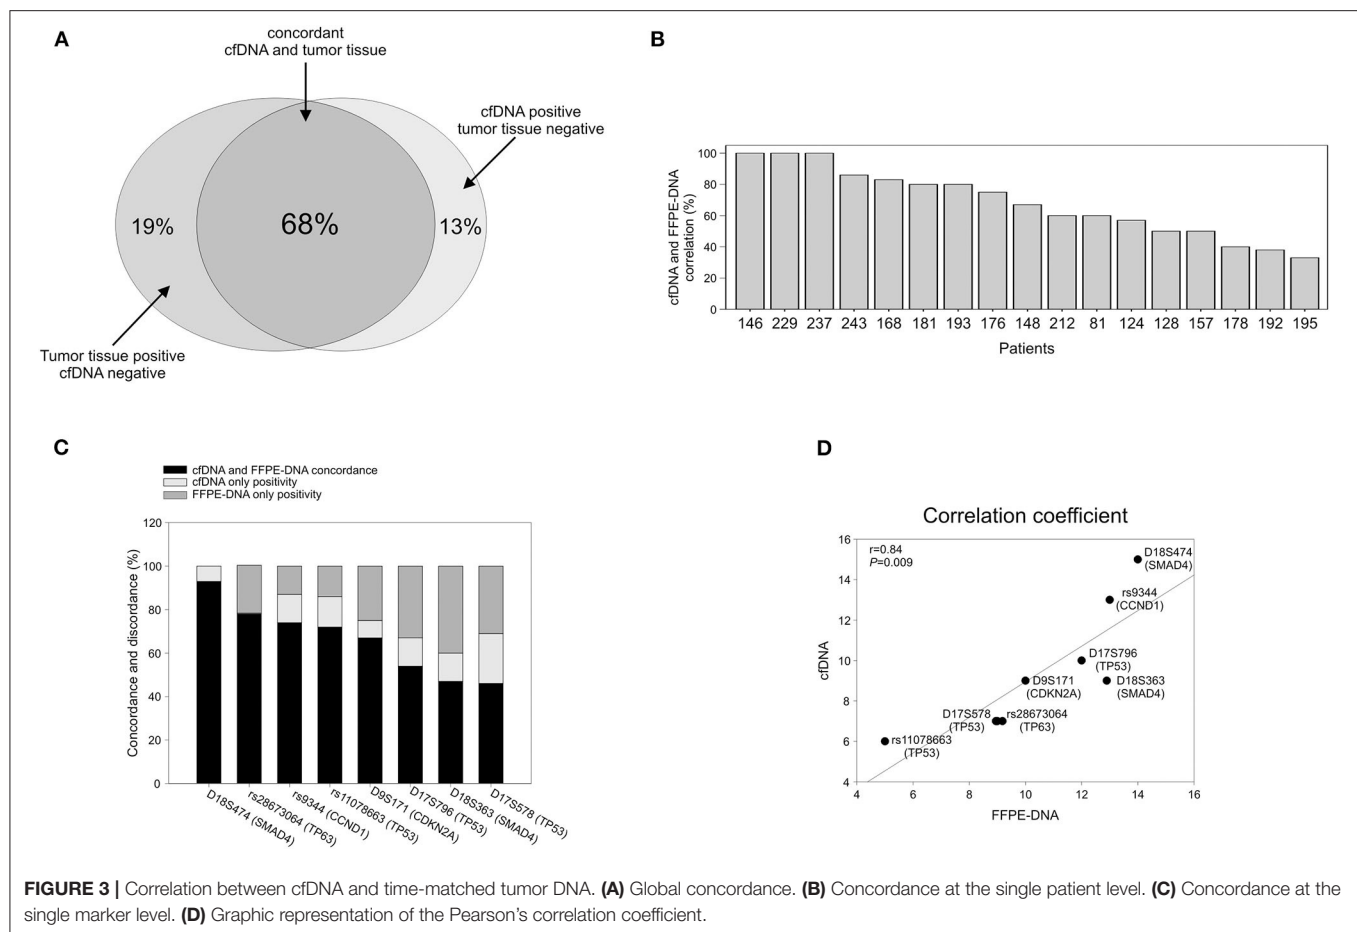 A
concordant
cfDNA and tumor tissue
cfDNA positive
tumor tissue negative
19%
68%
13%
Tumor tissue positive
cfDNA negative
B
cfDNA and FFPE-DNA
correlation (%)
100
80
60
40
20
0
146 229 237 243 168 181 193 176 148 212 81 124 128 157 178 192 195
Patients
C
cfDNA and FFPE-DNA concordance
cfDNA only positivity
FFPE-DNA only positivity
Concordance and discordance (%)
120
100
80
60
40
20
0
D18S474 (SMAD4)
rs28673064 (TP63)
rs9344 (CCND1)
rs11078663 (TP53)
D9S171 (CDKN2A)
D17S796 (TP53)
D18S363 (SMAD4)
D17S578 (TP53)
D
Correlation coefficient
r=0.84
P=0.009
cfDNA
16
14
12
10
8
6
4
D18S474
(SMAD4)
rs9344
(CCND1)
D17S796
(TP53)
D9S171
(CDKN2A)
D18S363
(SMAD4)
D17S578
(TP53)
rs28673064
(TP63)
rs11078663
(TP53)
4 6 8 10 12 14 16
FFPE-DNA
FIGURE 3 | Correlation between cfDNA and time-matched tumor DNA. (A) Global concordance. (B) Concordance at the single patient level. (C) Concordance at the
single marker level. (D) Graphic representation of the Pearson's correlation coefficient.